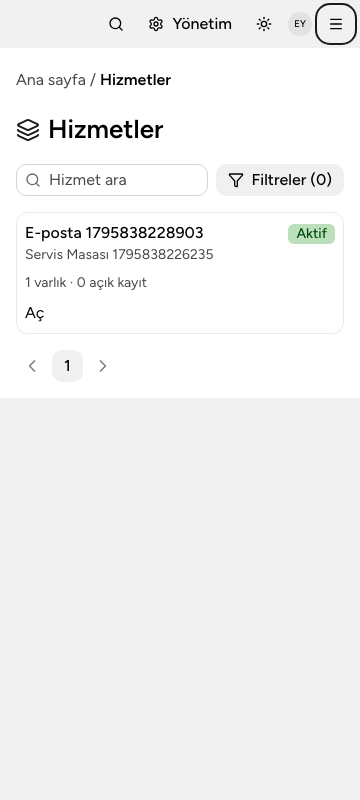 Yönetim
EY
Ana sayfa / Hizmetler
Hizmetler
Hizmet ara
Filtreler (0)
E-posta 1795838228903
Aktif
Servis Masası 1795838226235
1 varlık · 0 açık kayıt
Aç
1